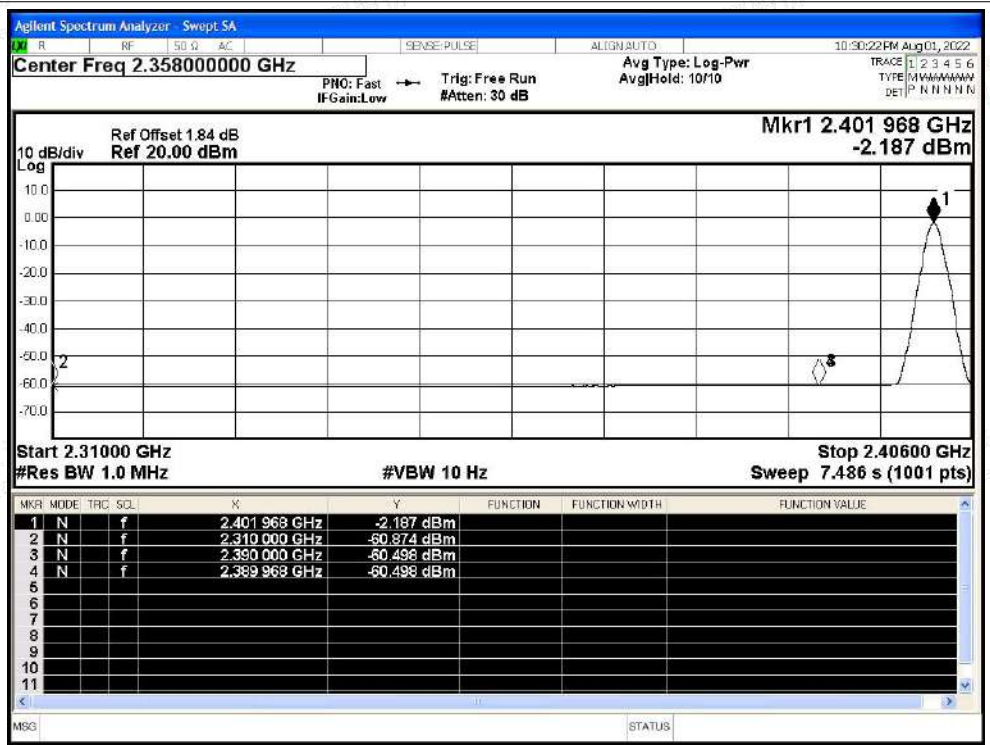 Agilent Spectrum Analyzer - Swept SA
LXI R RF 50 Ω AC SENSE:PULSE ALIGNAUTO 10:30:22 PM Aug 01, 2022
Center Freq 2.358000000 GHz
PNO: Fast
IFGain:Low
Trig: Free Run
#Atten: 30 dB
Avg Type: Log-Pwr
Avg|Hold: 10/10
TRACE 1 2 3 4 5 6
TYPE M WWWWW
DET P N N N N N
Mkr1 2.401 968 GHz
-2.187 dBm
Ref Offset 1.84 dB
10 dB/div Ref 20.00 dBm
Log
10.0
0.00
-10.0
-20.0
-30.0
-40.0
-50.0
-60.0
-70.0
1
2
Start 2.31000 GHz Stop 2.40600 GHz
#Res BW 1.0 MHz #VBW 10 Hz Sweep 7.486 s (1001 pts)
MKR MODE TRC SCL X Y FUNCTION FUNCTION WIDTH FUNCTION VALUE
1 N f 2.401 968 GHz -2.187 dBm
2 N f 2.310 000 GHz -60.874 dBm
3 N f 2.390 000 GHz -60.498 dBm
4 N f 2.389 968 GHz -60.498 dBm
5
6
7
8
9
10
11
MSG STATUS